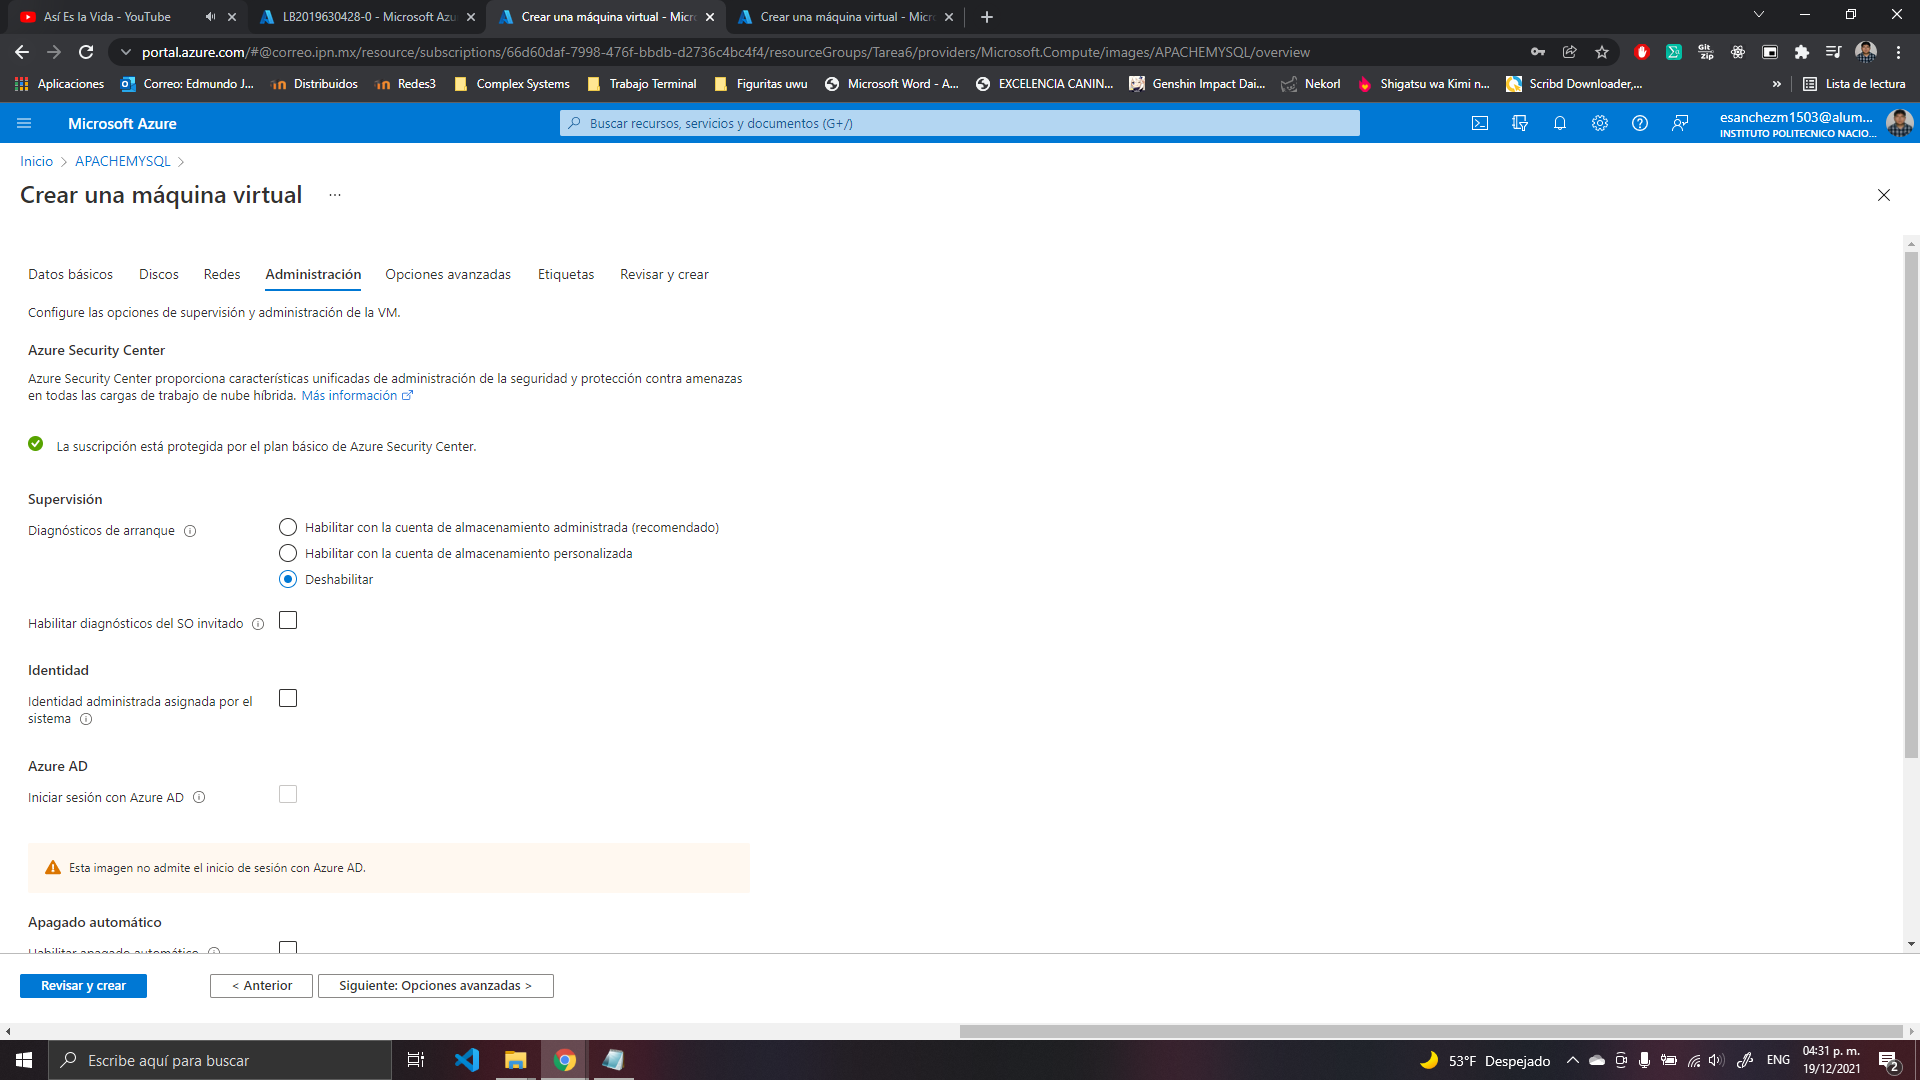 Así Es la Vida - YouTube
LB2019630428-0 - Microsoft Azu
Crear una máquina virtual - Micr
Crear una máquina virtual - Micr
portal.azure.com/#@correo.ipn.mx/resource/subscriptions/66d60daf-7998-476f-bbdb-d2736c4bc4f4/resourceGroups/Tarea6/providers/Microsoft.Compute/images/APACHEMYSQL/overview
Aplicaciones
Correo: Edmundo J...
Distribuidos
Redes3
Complex Systems
Trabajo Terminal
Figuritas uwu
Microsoft Word - A...
EXCELENCIA CANIN...
Genshin Impact Dai...
Nekorl
Shigatsu wa Kimi n...
Scribd Downloader,...
»
Lista de lectura
Microsoft Azure
Buscar recursos, servicios y documentos (G+/)
esanchezm1503@alum...
INSTITUTO POLITECNICO NACIO...
Inicio > APACHEMYSQL >
Crear una máquina virtual ...
Datos básicos
Discos
Redes
Administración
Opciones avanzadas
Etiquetas
Revisar y crear
Configure las opciones de supervisión y administración de la VM.
Azure Security Center
Azure Security Center proporciona características unificadas de administración de la seguridad y protección contra amenazas
en todas las cargas de trabajo de nube híbrida. Más información
La suscripción está protegida por el plan básico de Azure Security Center.
Supervisión
Diagnósticos de arranque
Habilitar con la cuenta de almacenamiento administrada (recomendado)
Habilitar con la cuenta de almacenamiento personalizada
Deshabilitar
Habilitar diagnósticos del SO invitado
Identidad
Identidad administrada asignada por el
sistema
Azure AD
Iniciar sesión con Azure AD
Esta imagen no admite el inicio de sesión con Azure AD.
Apagado automático
Habilitar apagado automático
Revisar y crear
< Anterior
Siguiente: Opciones avanzadas >
Escribe aquí para buscar
53°F Despejado
ENG
04:31 p. m.
19/12/2021
2